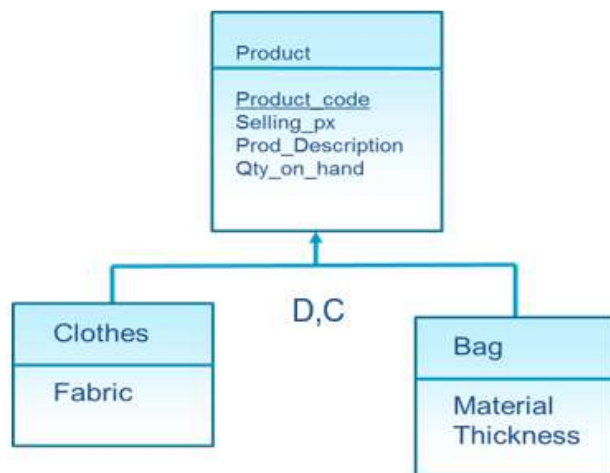 Product
Product_code
Selling_px
Prod_Description
Qty_on_hand
D,C
Clothes
Fabric
Bag
Material
Thickness